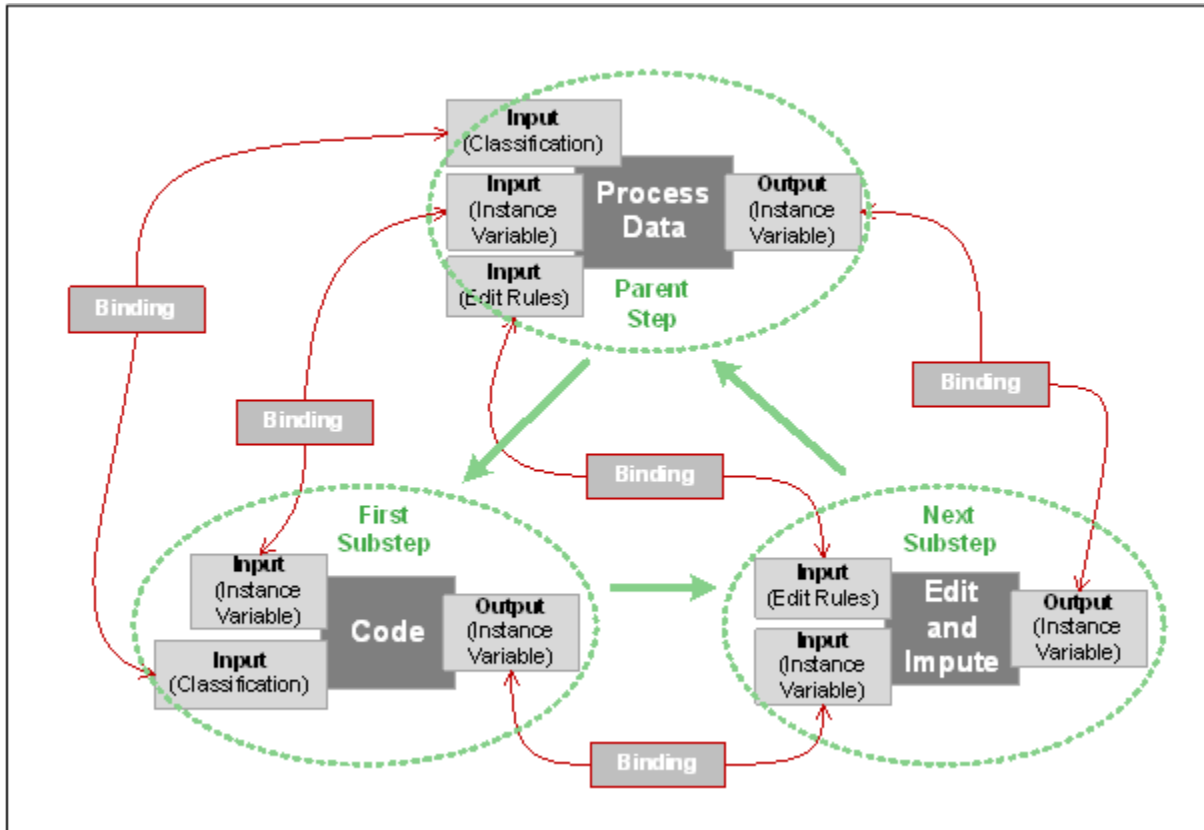 Input
(Classification)
Input
(Instance
Variable)
Input
(Edit Rules)
Process
Data
Output
(Instance
Variable)
Parent
Step
Binding
Binding
Binding
Binding
First
Substep
Input
(Instance
Variable)
Input
(Classification)
Code
Output
(Instance
Variable)
Next
Substep
Input
(Edit Rules)
Input
(Instance
Variable)
Edit
and
Impute
Output
(Instance
Variable)
Binding